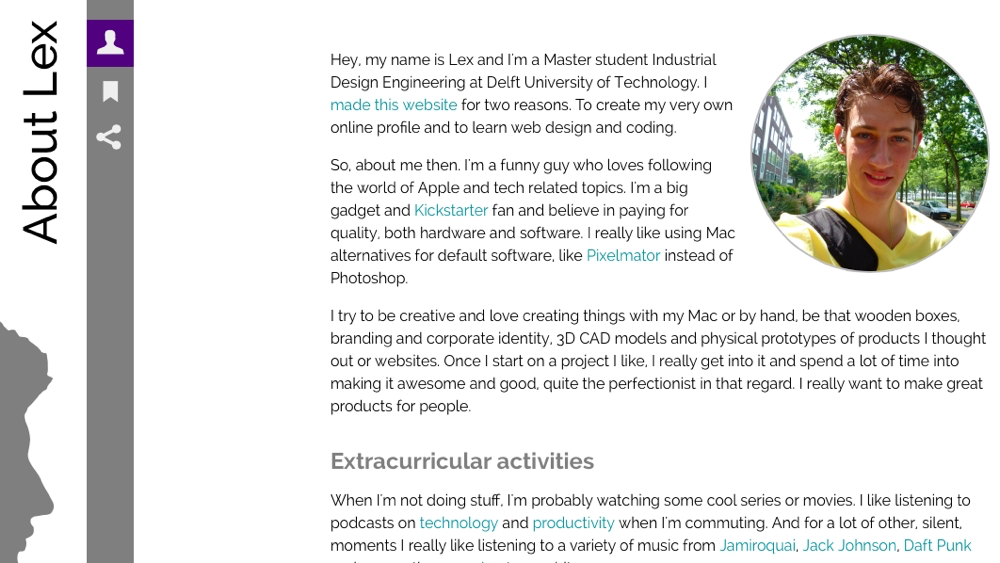 About Lex
Hey, my name is Lex and I'm a Master student Industrial
Design Engineering at Delft University of Technology. I
made this website for two reasons. To create my very own
online profile and to learn web design and coding.
So, about me then. I'm a funny guy who loves following
the world of Apple and tech related topics. I'm a big
gadget and Kickstarter fan and believe in paying for
quality, both hardware and software. I really like using Mac
alternatives for default software, like Pixelmator instead of
Photoshop.
I try to be creative and love creating things with my Mac or by hand, be that wooden boxes,
branding and corporate identity, 3D CAD models and physical prototypes of products I thought
out or websites. Once I start on a project I like, I really get into it and spend a lot of time into
making it awesome and good, quite the perfectionist in that regard. I really want to make great
products for people.
Extracurricular activities
When I'm not doing stuff, I'm probably watching some cool series or movies. I like listening to
podcasts on technology and productivity when I'm commuting. And for a lot of other, silent,
moments I really like listening to a variety of music from Jamiroquai, Jack Johnson, Daft Punk